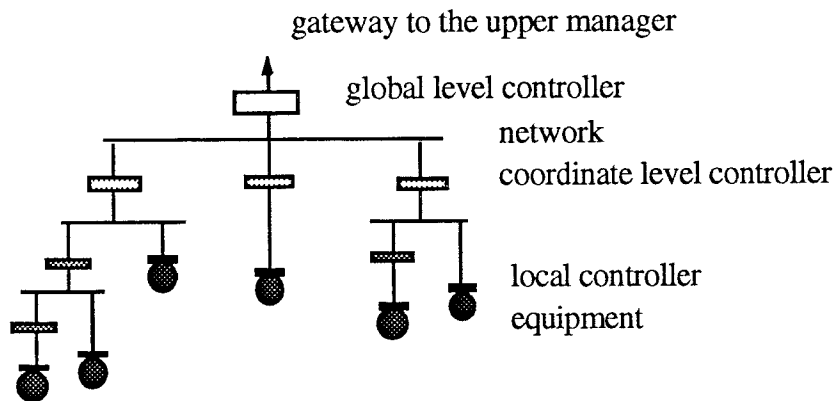 gateway to the upper manager
global level controller
network
coordinate level controller
local controller
equipment